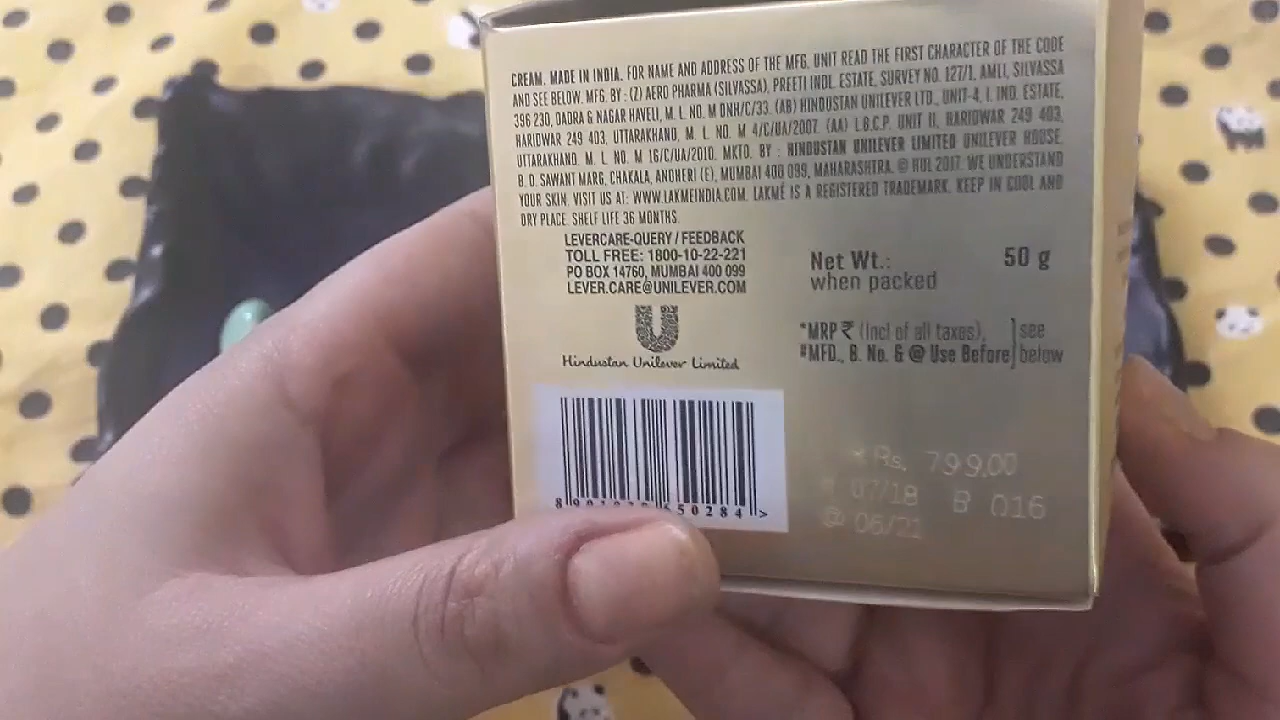 CREAM. MADE IN INDIA. FOR NAME AND ADDRESS OF THE MFG. UNIT READ THE FIRST CHARACTER OF THE CODE
AND SEE BELOW. MFG. BY : (Z) AERO PHARMA (SILVASSA), PREETI INDL. ESTATE, SURVEY NO. 127/1, AMLI, SILVASSA
396 230, DADRA & NAGAR HAVELI, M. L. NO. M DNH/C/33. (AB) HINDUSTAN UNILEVER LTD., UNIT-4, I. IND. ESTATE,
HARIDWAR 249 403, UTTARAKHAND, M. L. NO. M 4/C/UA/2007. (AA) L.B.C.P. UNIT II, HARIDWAR 249 403,
UTTARAKHAND. M. L. NO. M 16/C/UA/2010. MKTD. BY : HINDUSTAN UNILEVER LIMITED UNILEVER HOUSE,
B. D. SAWANT MARG, CHAKALA, ANDHERI (E), MUMBAI 400 099, MAHARASHTRA. © HUL 2017. WE UNDERSTAND
YOUR SKIN. VISIT US AT: WWW.LAKMEINDIA.COM. LAKMÉ IS A REGISTERED TRADEMARK. KEEP IN COOL AND
DRY PLACE. SHELF LIFE 36 MONTHS.
LEVERCARE-QUERY / FEEDBACK
TOLL FREE: 1800-10-22-221
PO BOX 14760, MUMBAI 400 099
LEVER.CARE@UNILEVER.COM
Hindustan Unilever Limited
Net Wt.: 50 g
when packed
*MRP ₹ (Incl of all taxes), see
#MFD., B. No. & @ Use Before below
Rs. 799.00
07/18 B 016
@ 06/21
650284 >